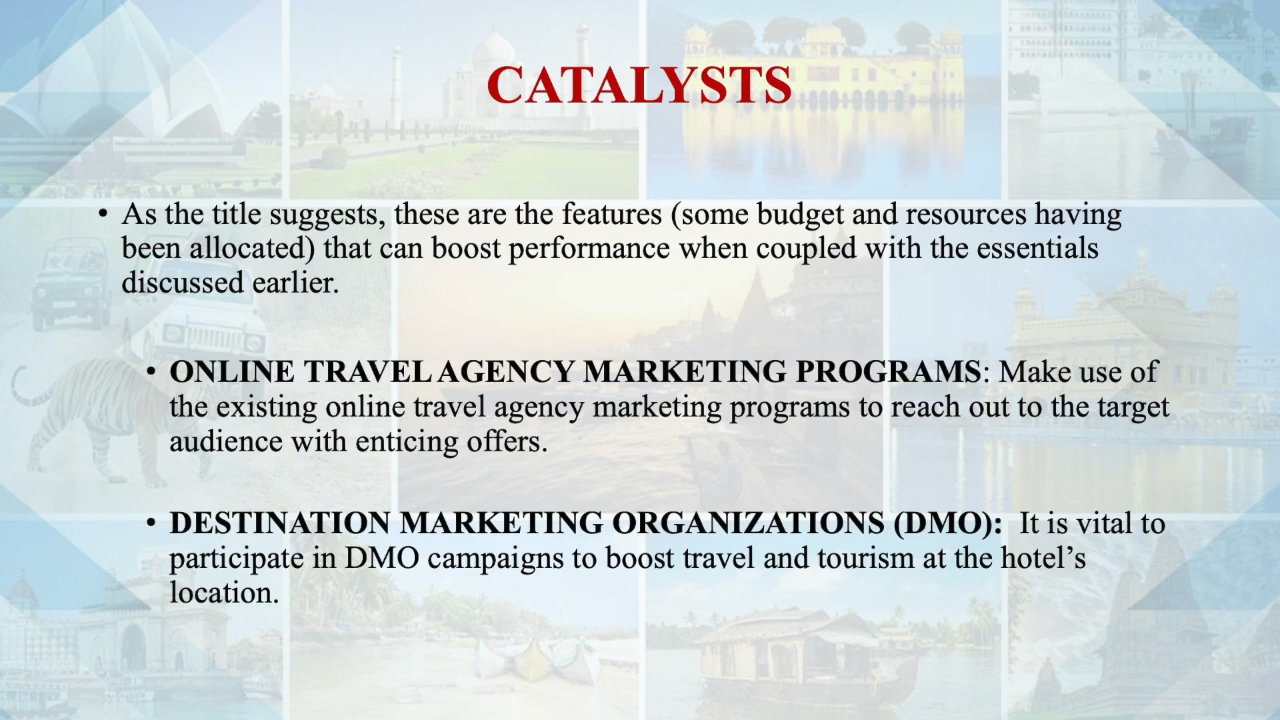 CATALYSTS
• As the title suggests, these are the features (some budget and resources having
been allocated) that can boost performance when coupled with the essentials
discussed earlier.
• ONLINE TRAVEL AGENCY MARKETING PROGRAMS: Make use of
the existing online travel agency marketing programs to reach out to the target
audience with enticing offers.
• DESTINATION MARKETING ORGANIZATIONS (DMO):  It is vital to
participate in DMO campaigns to boost travel and tourism at the hotel’s
location.